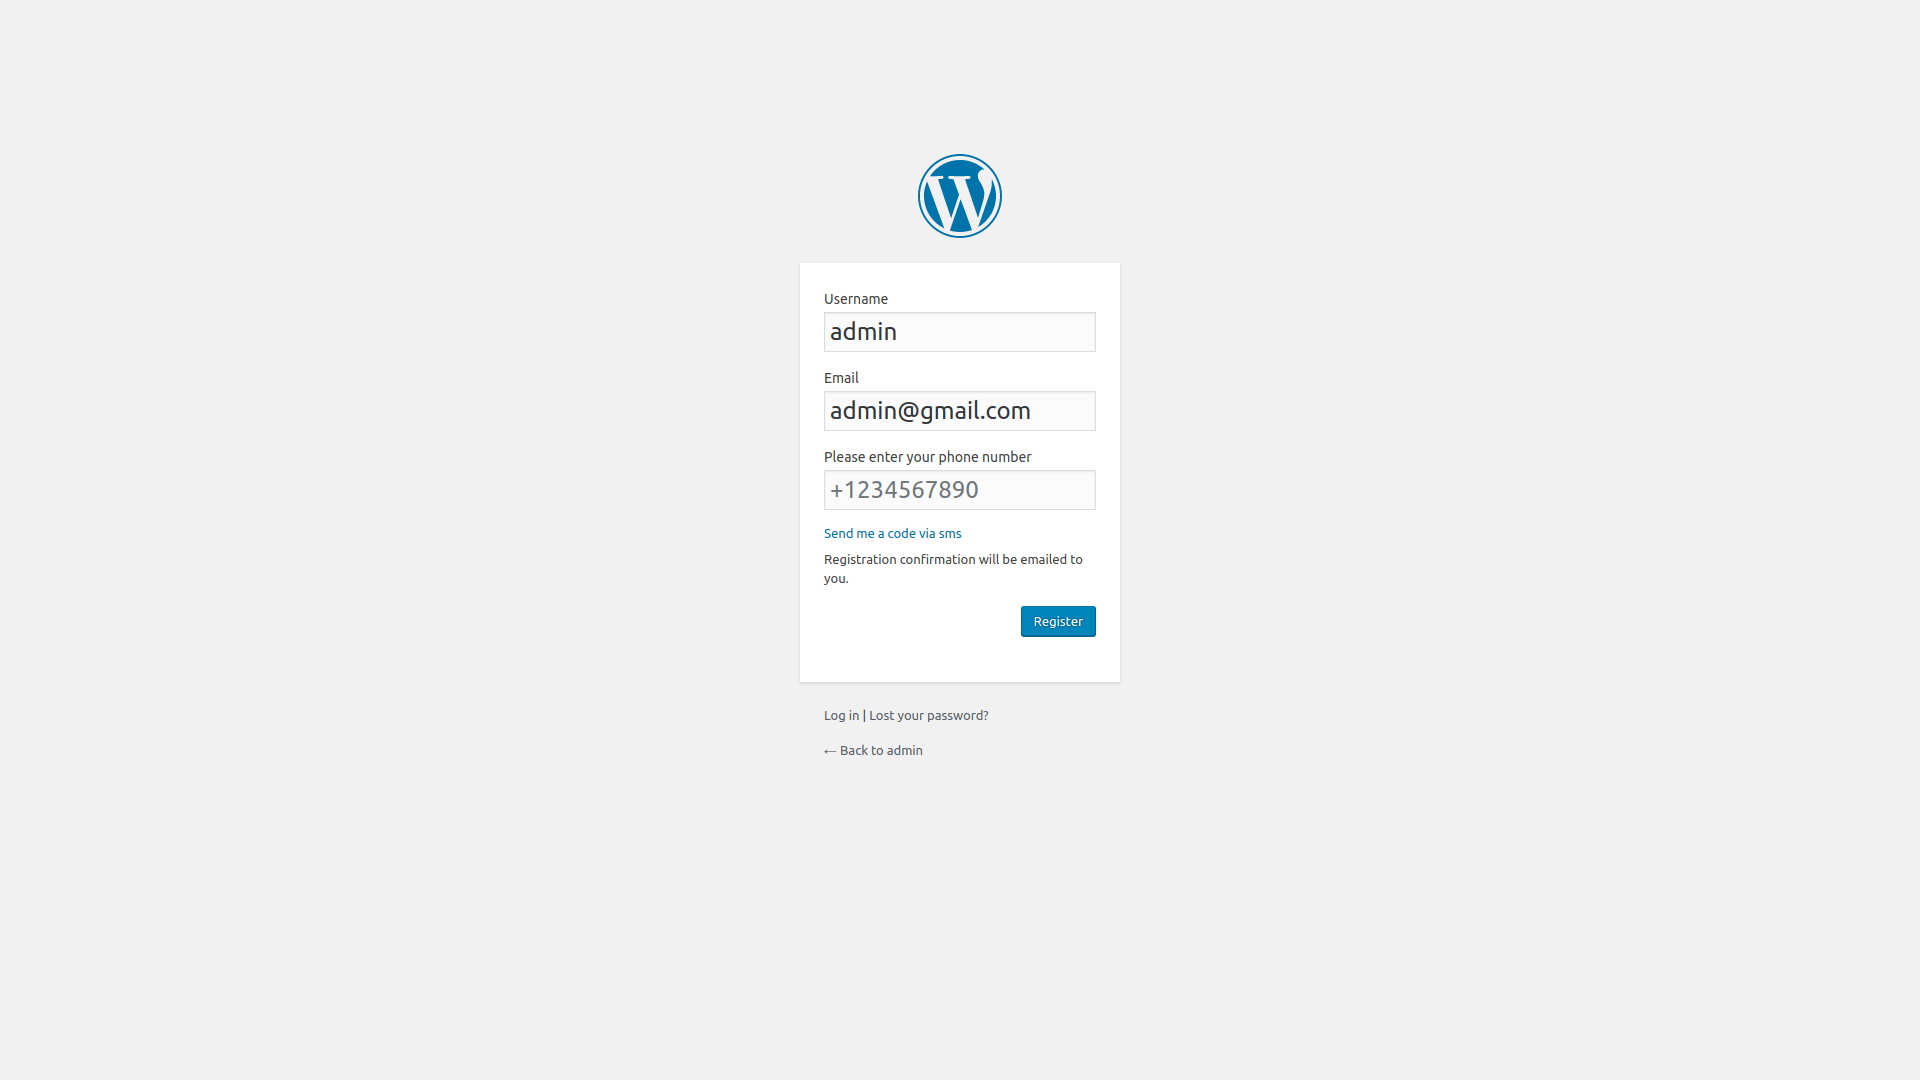 Username
admin
Email
admin@gmail.com
Please enter your phone number
+1234567890
Send me a code via sms
Registration confirmation will be emailed to
you.
Register
Log in | Lost your password?
← Back to admin